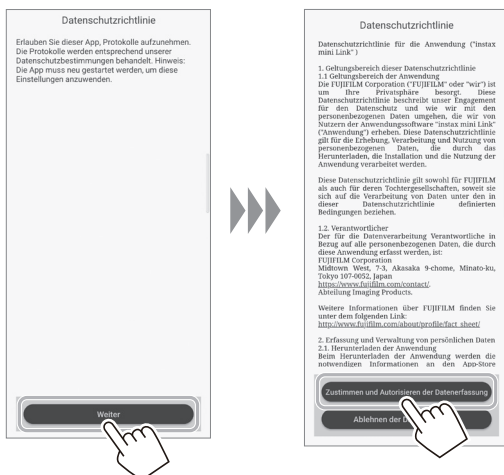 Datenschutzrichtlinie
Erlauben Sie dieser App, Protokolle aufzunehmen.
Die Protokolle werden entsprechend unserer
Datenschutzbestimmungen behandelt. Hinweis:
Die App muss neu gestartet werden, um diese
Einstellungen anzuwenden.
Weiter
Datenschutzrichtlinie
Datenschutzrichtlinie für die Anwendung ("instax
mini Link" )
1. Geltungsbereich dieser Datenschutzrichtlinie
1.1 Geltungsbereich der Anwendung
Die FUJIFILM Corporation ("FUJIFILM" oder "wir") ist
um Ihre Privatsphäre besorgt. Diese
Datenschutzrichtlinie beschreibt unser Engagement
für den Datenschutz und wie wir mit den
personenbezogenen Daten umgehen, die wir von
Nutzern der Anwendungssoftware "instax mini Link"
("Anwendung") erheben. Diese Datenschutzrichtlinie
gilt für die Erhebung, Verarbeitung und Nutzung von
personenbezogenen Daten, die durch das
Herunterladen, die Installation und die Nutzung der
Anwendung verarbeitet werden.
Diese Datenschutzrichtlinie gilt sowohl für FUJIFILM
als auch für deren Tochtergesellschaften, soweit sie
sich auf die Verarbeitung von Daten unter den in
dieser Datenschutzrichtlinie definierten
Bedingungen beziehen.
1.2. Verantwortlicher
Der für die Datenverarbeitung Verantwortliche in
Bezug auf alle personenbezogenen Daten, die durch
diese Anwendung erfasst werden, ist:
FUJIFILM Corporation
Midtown West, 7-3, Akasaka 9-chome, Minato-ku,
Tokyo 107-0052, Japan
https://www.fujifilm.com/contact/.
Abteilung Imaging Products.
Weitere Informationen über FUJIFILM finden Sie
unter dem folgenden Link:
http://www.fujifilm.com/about/profile/fact_sheet/
2. Erfassung und Verwaltung von persönlichen Daten
2.1. Herunterladen der Anwendung
Beim Herunterladen der Anwendung werden die
notwendigen Informationen an den App-Store
Zustimmen und Autorisieren der Datenerfassung
Ablehnen der